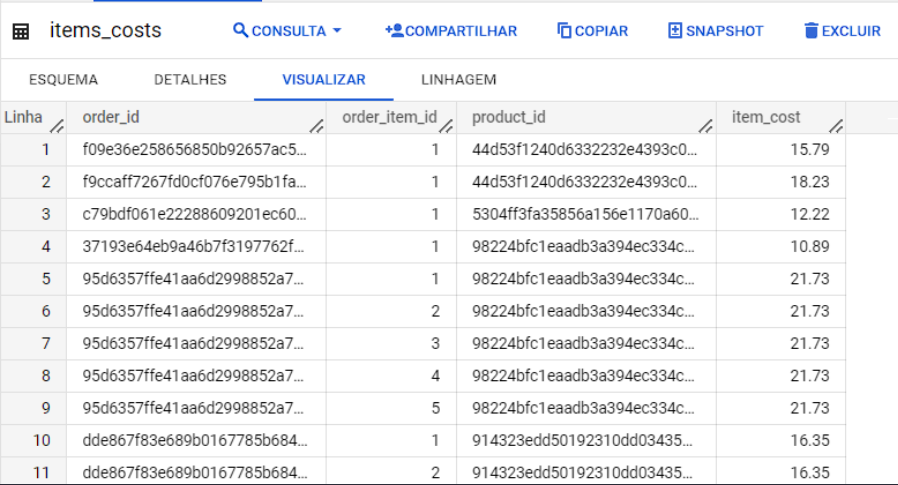 items_costs CONSULTA COMPARTILHAR COPIAR SNAPSHOT EXCLUIR
ESQUEMA DETALHES VISUALIZAR LINHAGEM
Linha order_id order_item_id product_id item_cost
1 f09e36e258656850b92657ac5... 1 44d53f1240d6332232e4393c0... 15.79
2 f9ccaff7267fd0cf076e795b1fa... 1 44d53f1240d6332232e4393c0... 18.23
3 c79bdf061e22288609201ec60... 1 5304ff3fa35856a156e1170a60... 12.22
4 37193e64eb9a46b7f3197762f... 1 98224bfc1eaadb3a394ec334c... 10.89
5 95d6357ffe41aa6d2998852a7... 1 98224bfc1eaadb3a394ec334c... 21.73
6 95d6357ffe41aa6d2998852a7... 2 98224bfc1eaadb3a394ec334c... 21.73
7 95d6357ffe41aa6d2998852a7... 3 98224bfc1eaadb3a394ec334c... 21.73
8 95d6357ffe41aa6d2998852a7... 4 98224bfc1eaadb3a394ec334c... 21.73
9 95d6357ffe41aa6d2998852a7... 5 98224bfc1eaadb3a394ec334c... 21.73
10 dde867f83e689b0167785b684... 1 914323edd50192310dd03435... 16.35
11 dde867f83e689b0167785b684... 2 914323edd50192310dd03435... 16.35